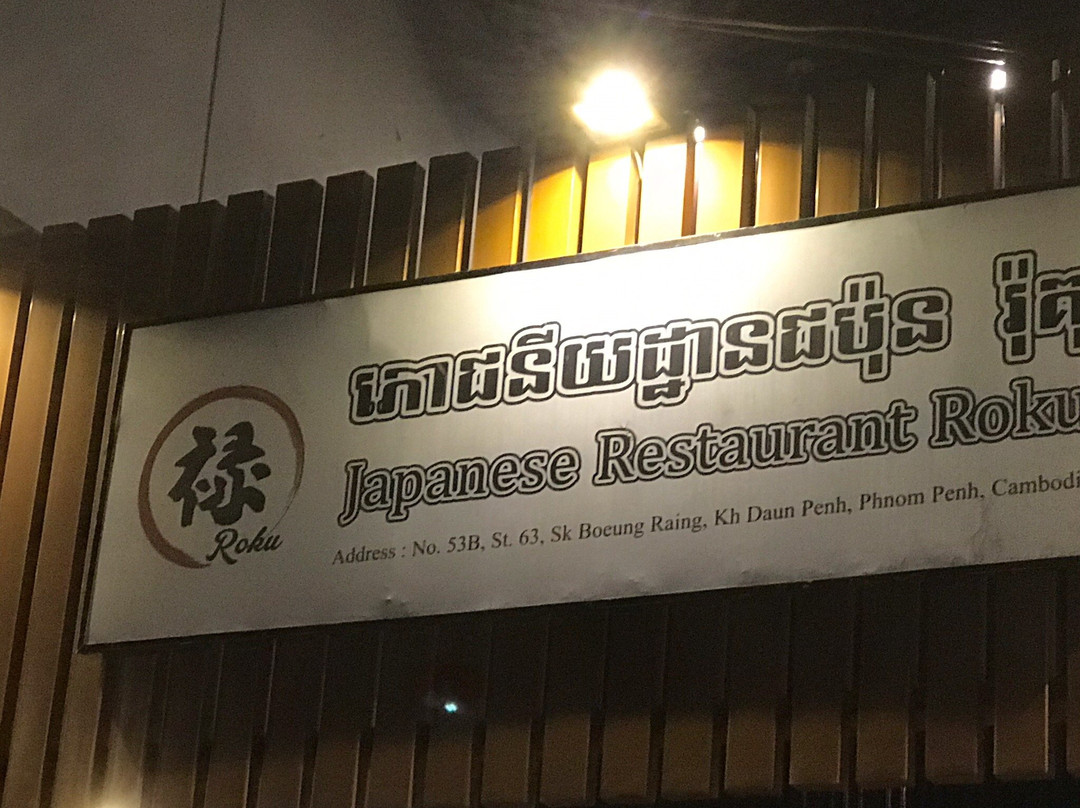 禄
Roku
ភោជនីយដ្ឋានជប៉ុន រ៉ុ
Japanese Restaurant Roku
Address : No. 53B, St. 63, Sk Boeung Raing, Kh Daun Penh, Phnom Penh, Cambodi